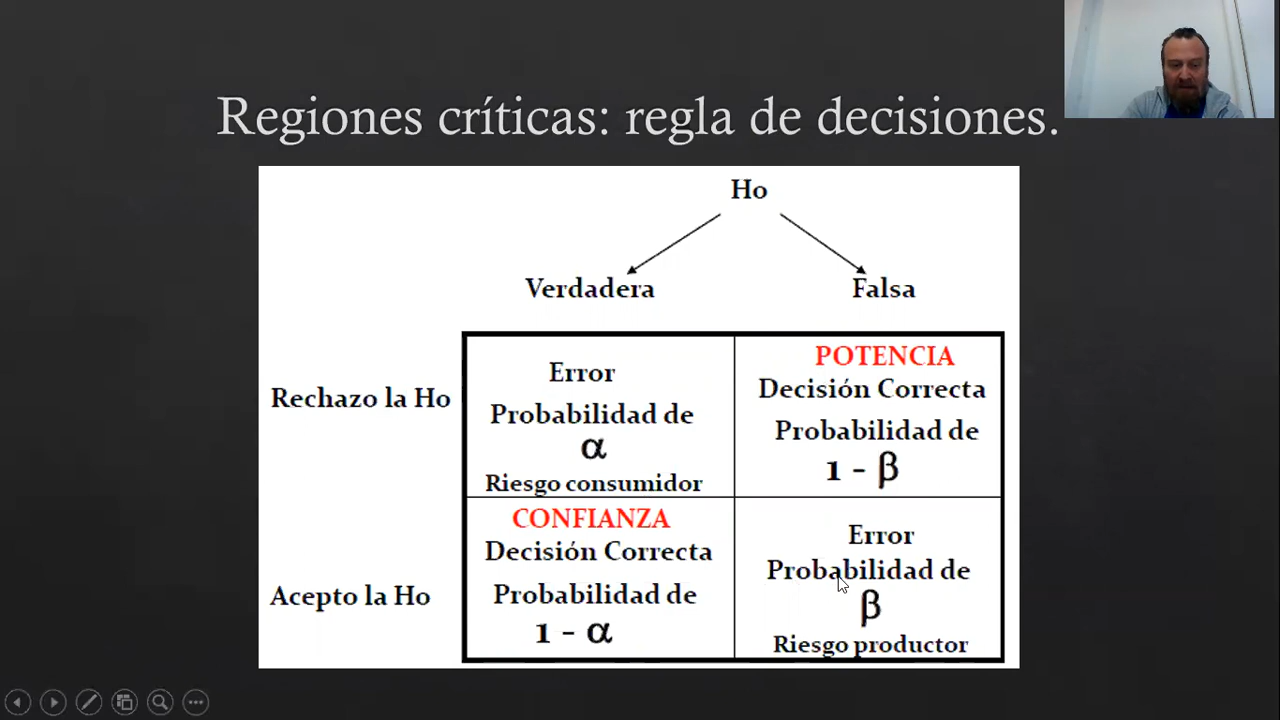 Regiones críticas: regla de decisiones.
Ho
Verdadera
Falsa
Rechazo la Ho
Error
Probabilidad de
α
Riesgo consumidor
POTENCIA
Decisión Correcta
Probabilidad de
1 - β
Acepto la Ho
CONFIANZA
Decisión Correcta
Probabilidad de
1 - α
Error
Probabilidad de
β
Riesgo productor